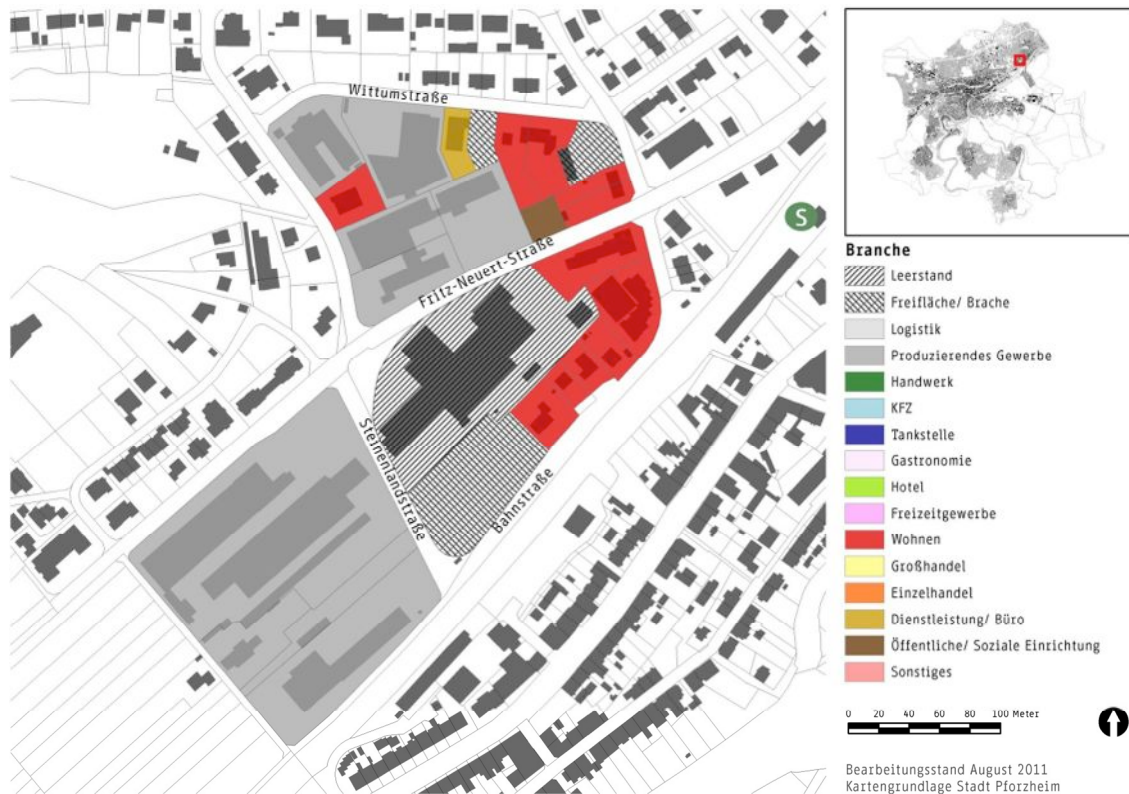 Wittumstraße
Fritz-Neuert-Straße
Steinenlandstraße
Bahnstraße
S
Branche
Leerstand
Freifläche/ Brache
Logistik
Produzierendes Gewerbe
Handwerk
KFZ
Tankstelle
Gastronomie
Hotel
Freizeitgewerbe
Wohnen
Großhandel
Einzelhandel
Dienstleistung/ Büro
Öffentliche/ Soziale Einrichtung
Sonstiges
0 20 40 60 80 100 Meter
Bearbeitungsstand August 2011
Kartengrundlage Stadt Pforzheim